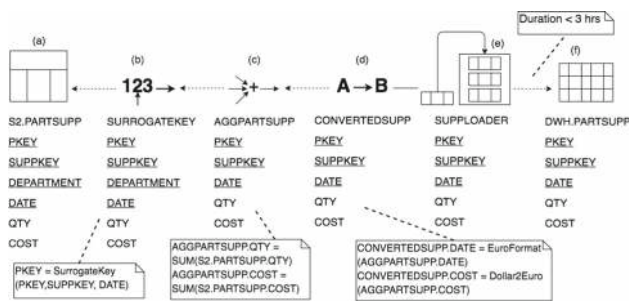 Duration < 3 hrs
(a)
(b)
(c)
(d)
(e)
(f)
123
+
A → B
S2.PARTSUPP
PKEY
SUPPKEY
DEPARTMENT
DATE
QTY
COST
SURROGATEKEY
PKEY
SUPPKEY
DEPARTMENT
DATE
QTY
COST
AGGPARTSUPP
PKEY
SUPPKEY
DATE
QTY
COST
CONVERTEDSUPP
PKEY
SUPPKEY
DATE
QTY
COST
SUPPLOADER
PKEY
SUPPKEY
DATE
QTY
COST
DWH.PARTSUPP
PKEY
SUPPKEY
DATE
QTY
COST
PKEY = SurrogateKey
(PKEY,SUPPKEY, DATE)
AGGPARTSUPP.QTY =
SUM(S2.PARTSUPP.QTY)
AGGPARTSUPP.COST =
SUM(S2.PARTSUPP.COST)
CONVERTEDSUPP.DATE = EuroFormat
(AGGPARTSUPP.DATE)
CONVERTEDSUPP.COST = Dollar2Euro
(AGGPARTSUPP.COST)